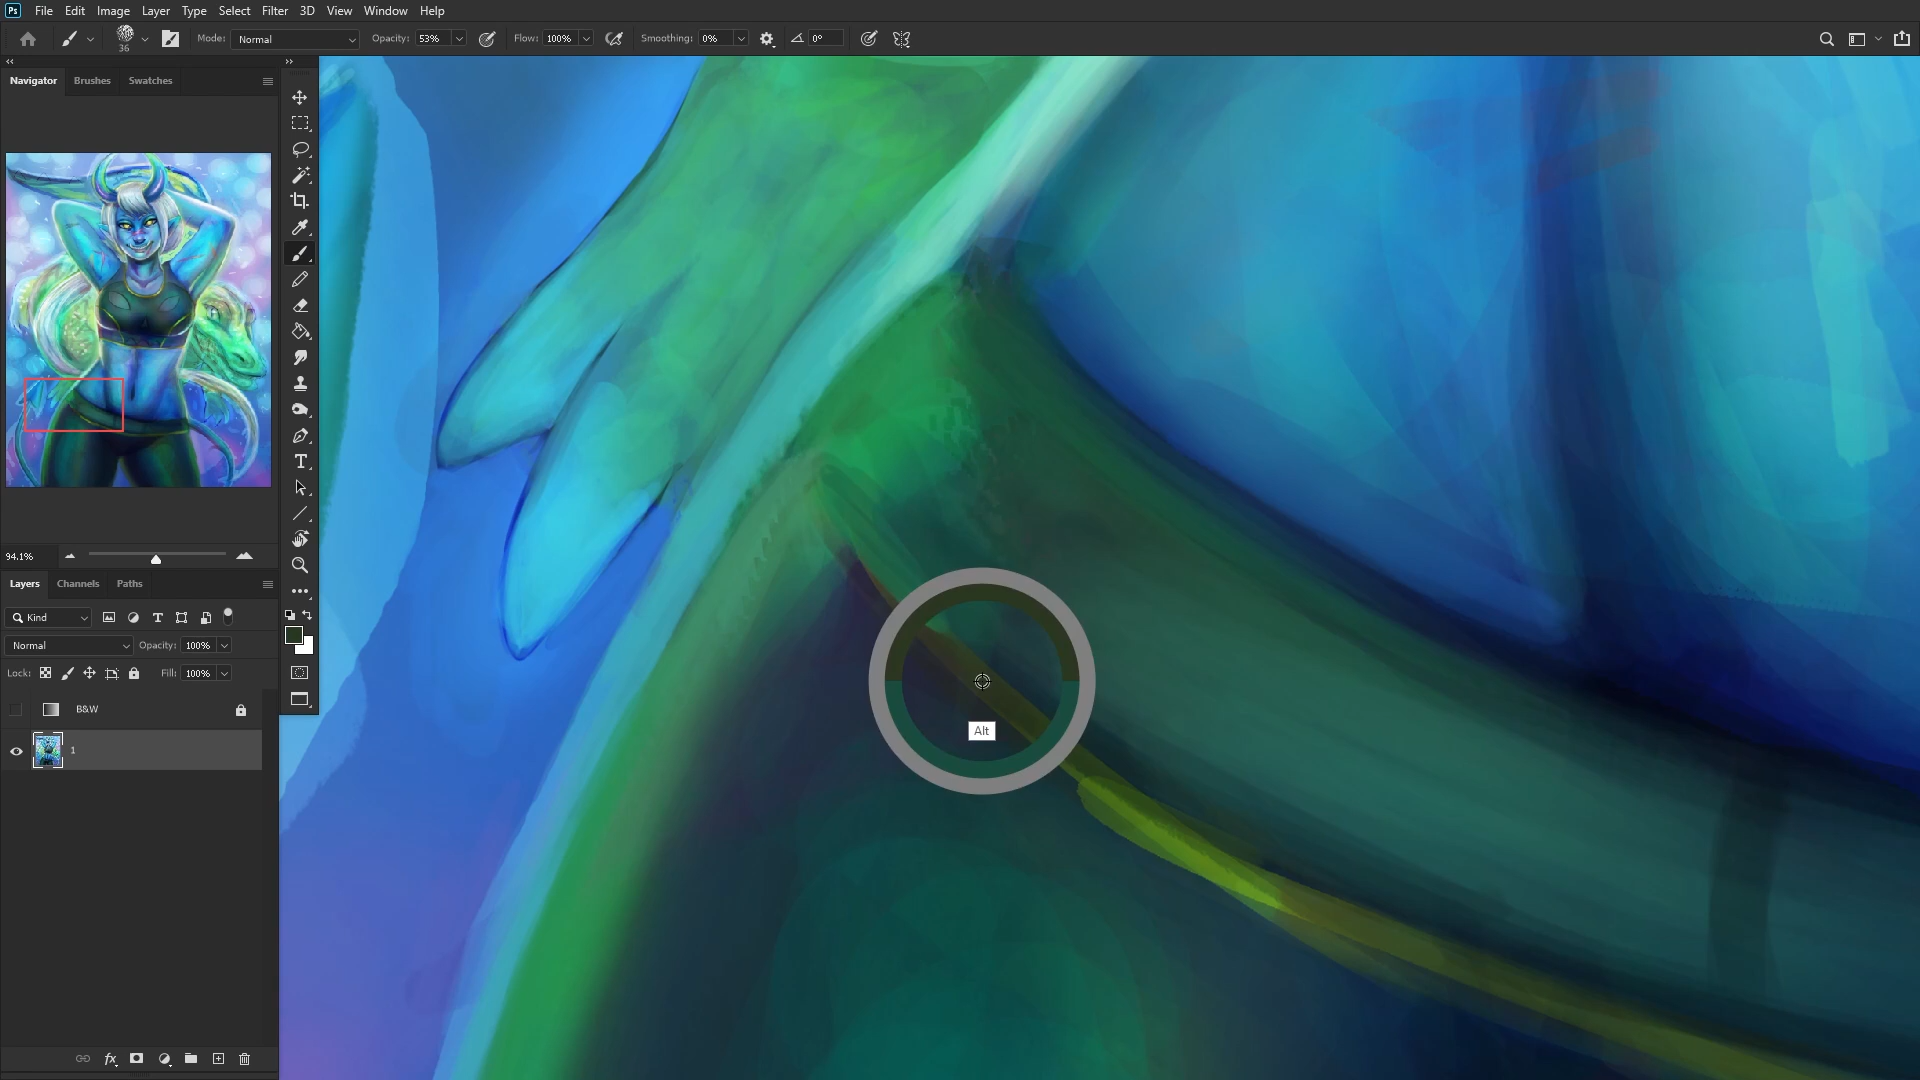 Ps File Edit Image Layer Type Select Filter 3D View Window Help
36 Mode: Normal Opacity: 53% Flow: 100% Smoothing: 0% 0°
Navigator Brushes Swatches
94.1%
Layers Channels Paths
Kind
Normal Opacity: 100%
Lock: Fill: 100%
B&W
1
Alt